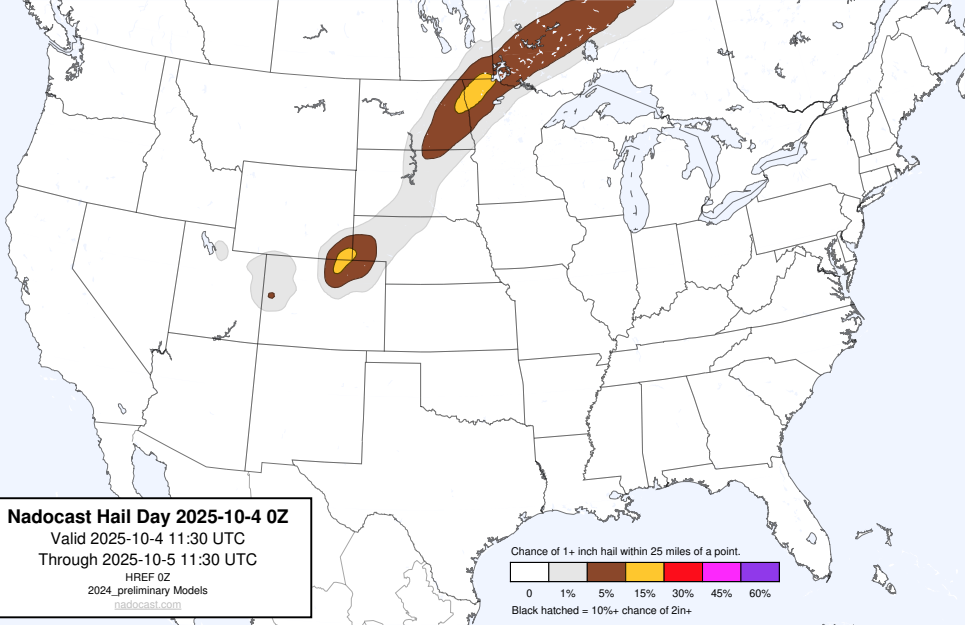 Nadocast Hail Day 2025-10-4 0Z
Valid 2025-10-4 11:30 UTC
Through 2025-10-5 11:30 UTC
HREF 0Z
2024_preliminary Models
nadocast.com
Chance of 1+ inch hail within 25 miles of a point.
0 1% 5% 15% 30% 45% 60%
Black hatched = 10%+ chance of 2in+